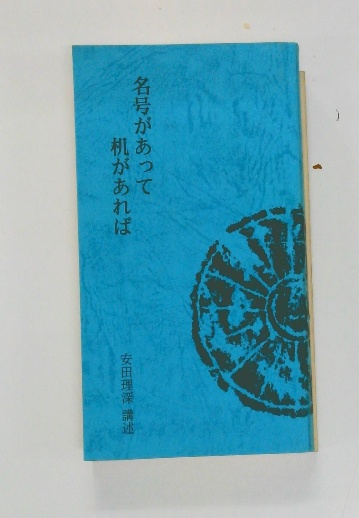 名号があって
机があれば
安田理深 講述